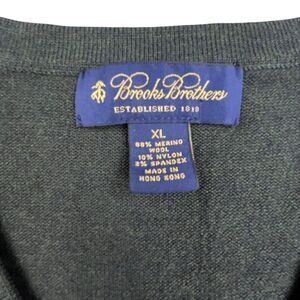 Brooks Brothers
ESTABLISHED 1818
XL
88% MERINO
WOOL
10% NYLON
2% SPANDEX
MADE IN
HONG KONG